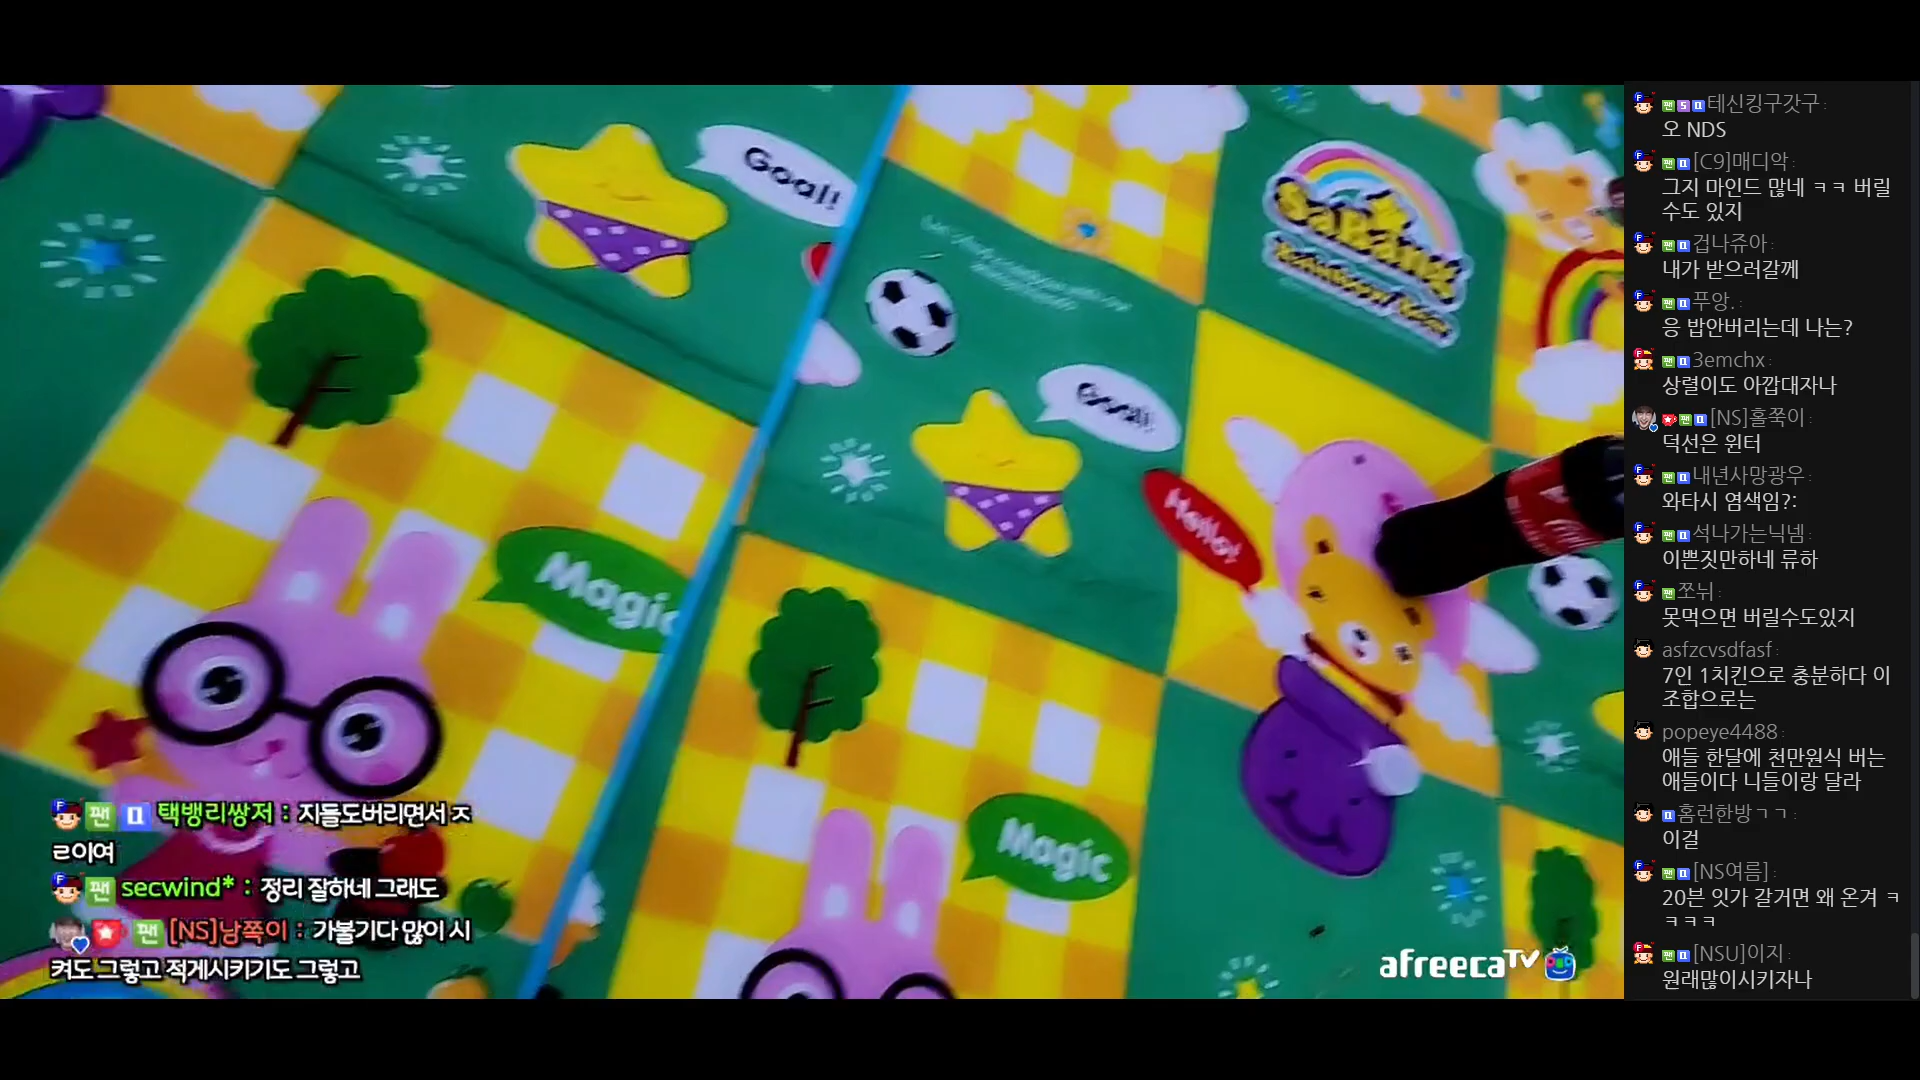 Goal!
SaBang
Goal!
Hello!
Magic
Magic
택뱅리쌍저 : 지들도버리면서 ㅈ
ㄹ이여
secwind* : 정리 잘하네 그래도
[NS]남쪽이 : 가볼기다 많이 시
켜도 그렇고 적게시키기도 그렇고
afreecaTV
테신킹구갓구 :
오 NDS
[C9]매디악 :
그지 마인드 많네 ㅋㅋ 버릴
수도 있지
겁나쥬아 :
내가 받으러갈께
푸앙. :
응 밥안버리는데 나는?
3emchx :
상렬이도 아깝대자나
[NS]홀쭉이 :
덕선은 윈터
내년사망광우 :
와타시 염색임?:
석나가는닉넴 :
이쁜짓만하네 류하
쪼뉘 :
못먹으면 버릴수도있지
asfzcvsdfasf :
7인 1치킨으로 충분하다 이
조합으로는
popeye4488 :
애들 한달에 천만원식 버는
애들이다 니들이랑 달라
홈런한방ㄱㄱ :
이걸
[NS여름] :
20븐 잇가 갈거면 왜 온겨 ㅋ
ㅋㅋㅋ
[NSU]이지 :
원래많이시키자나